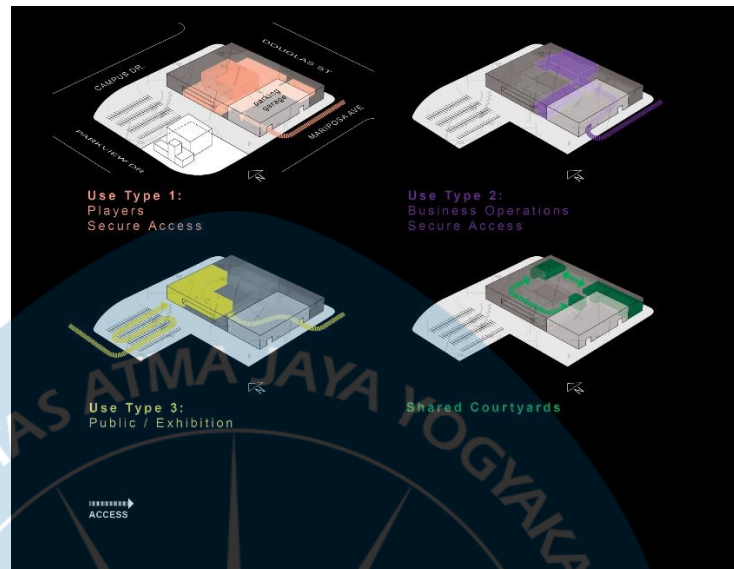 CAMPUS DR.
DOUGLAS ST
parking
garage
MARIPOSA AVE.
PARKVIEW DR
N
Use Type 1:
Players
Secure Access
N
Use Type 2:
Business Operations
Secure Access
N
Use Type 3:
Public / Exhibition
N
Shared Courtyards
TAS ATMA JAYA YOGYAKA
ACCESS